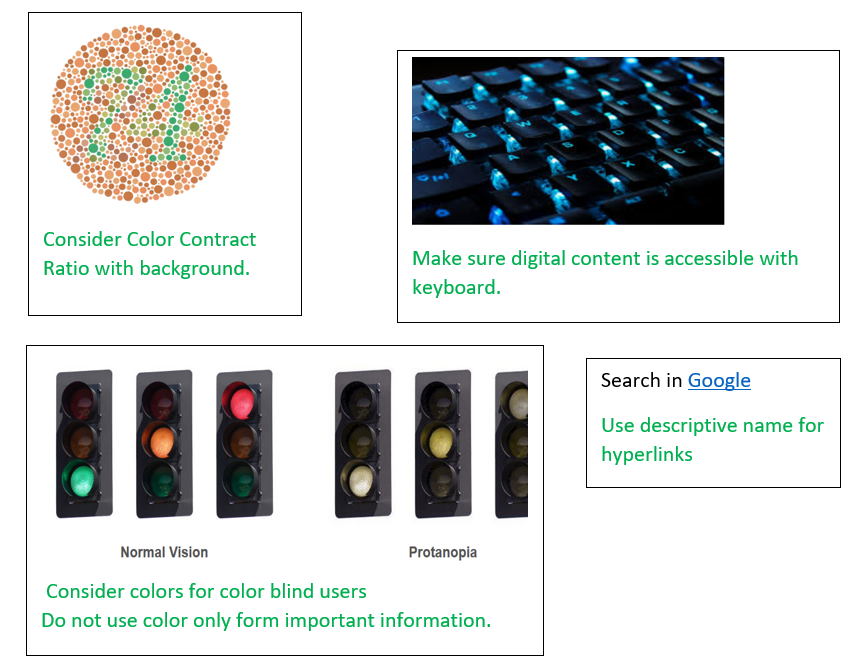 74
Consider Color Contract
Ratio with background.
Make sure digital content is accessible with
keyboard.
Q
W
A
S
D
Y
X
C
Normal Vision
Protanopia
Consider colors for color blind users
Do not use color only form important information.
Search in Google
Use descriptive name for
hyperlinks